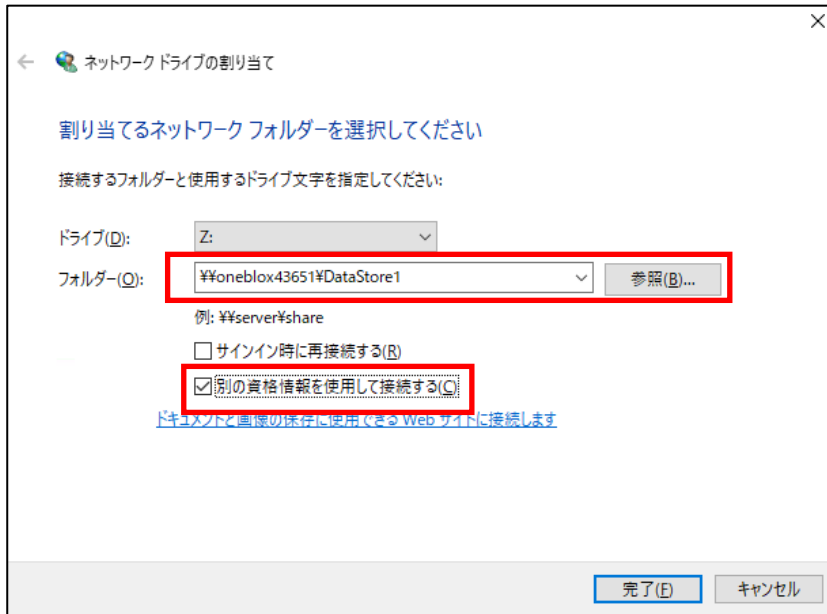 ネットワーク ドライブの割り当て
割り当てるネットワーク フォルダーを選択してください
接続するフォルダーと使用するドライブ文字を指定してください:
ドライブ(D): Z:
フォルダー(O): ¥¥oneblox43651¥DataStore1 参照(B)...
例: ¥¥server¥share
サインイン時に再接続する(R)
別の資格情報を使用して接続する(C)
ドキュメントと画像の保存に使用できる Web サイトに接続します
完了(F) キャンセル